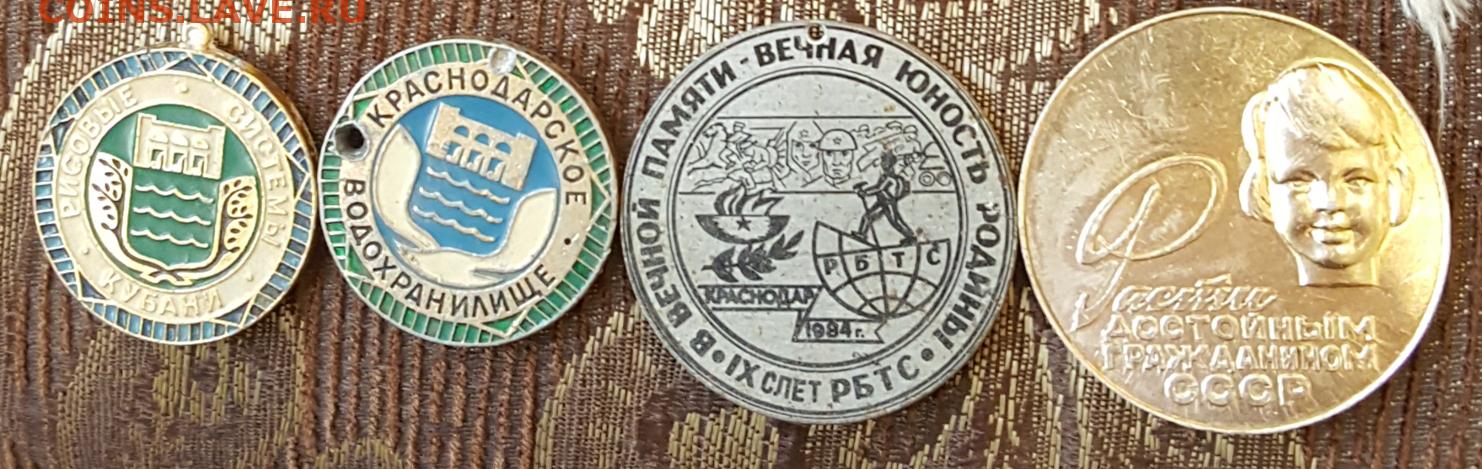 COINS.LAVE.RU
РИСОВЫЕ · СИСТЕМЫ ·
КУБАНИ ·
КРАСНОДАРСКОЕ
ВОДОХРАНИЛИЩЕ ·
В ВЕЧНОЙ ПАМЯТИ - ВЕЧНАЯ ЮНОСТЬ РОДИНЫ
· IX СЛЕТ РБТС ·
РБТС
КРАСНОДАР
1984 г.
Расти
ДОСТОЙНЫМ
ГРАЖДАНИНОМ
СССР